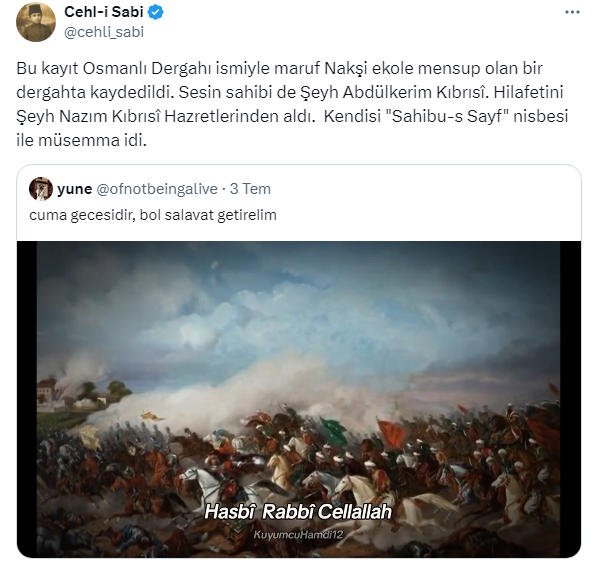 Cehl-i Sabi
@cehli_sabi
Bu kayıt Osmanlı Dergahı ismiyle maruf Nakşi ekole mensup olan bir
dergahta kaydedildi. Sesin sahibi de Şeyh Abdülkerim Kıbrısî. Hilafetini
Şeyh Nazım Kıbrısî Hazretlerinden aldı.  Kendisi "Sahibu-s Sayf" nisbesi
ile müsemma idi.
yune @ofnotbeingalive · 3 Tem
cuma gecesidir, bol salavat getirelim
Hasbî Rabbî Cellallah
KuyumcuHamdi12